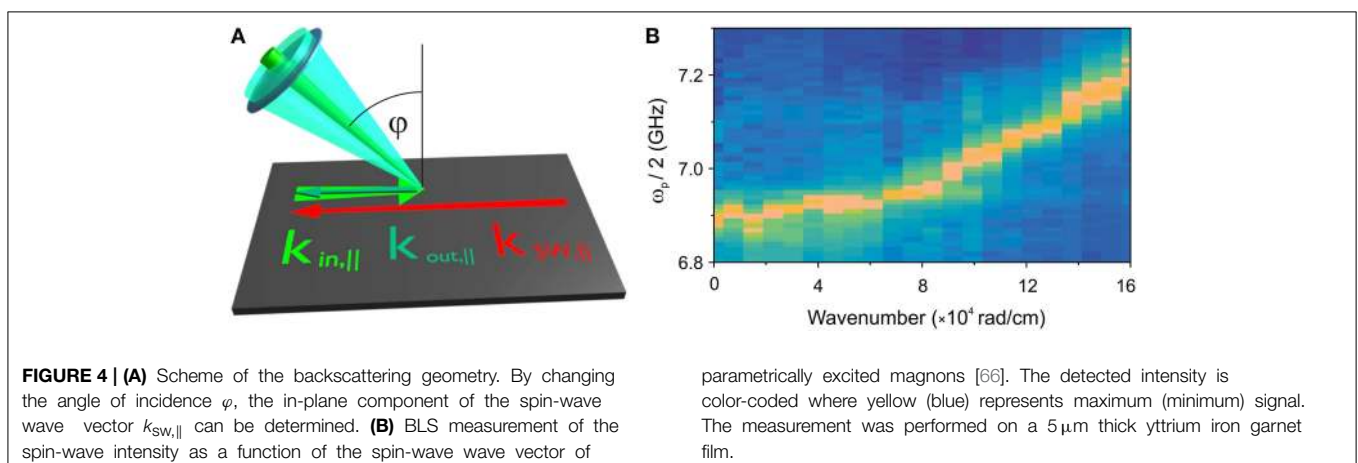 A
φ
k in,|| k out,|| k sw,||
B
7.2
7.0
6.8
ω_p / 2 (GHz)
0 4 8 12 16
Wavenumber (×10⁴ rad/cm)
FIGURE 4 | (A) Scheme of the backscattering geometry. By changing
the angle of incidence φ, the in-plane component of the spin-wave
wave vector k_sw,|| can be determined. (B) BLS measurement of the
spin-wave intensity as a function of the spin-wave wave vector of
parametrically excited magnons [66]. The detected intensity is
color-coded where yellow (blue) represents maximum (minimum) signal.
The measurement was performed on a 5 μm thick yttrium iron garnet
film.